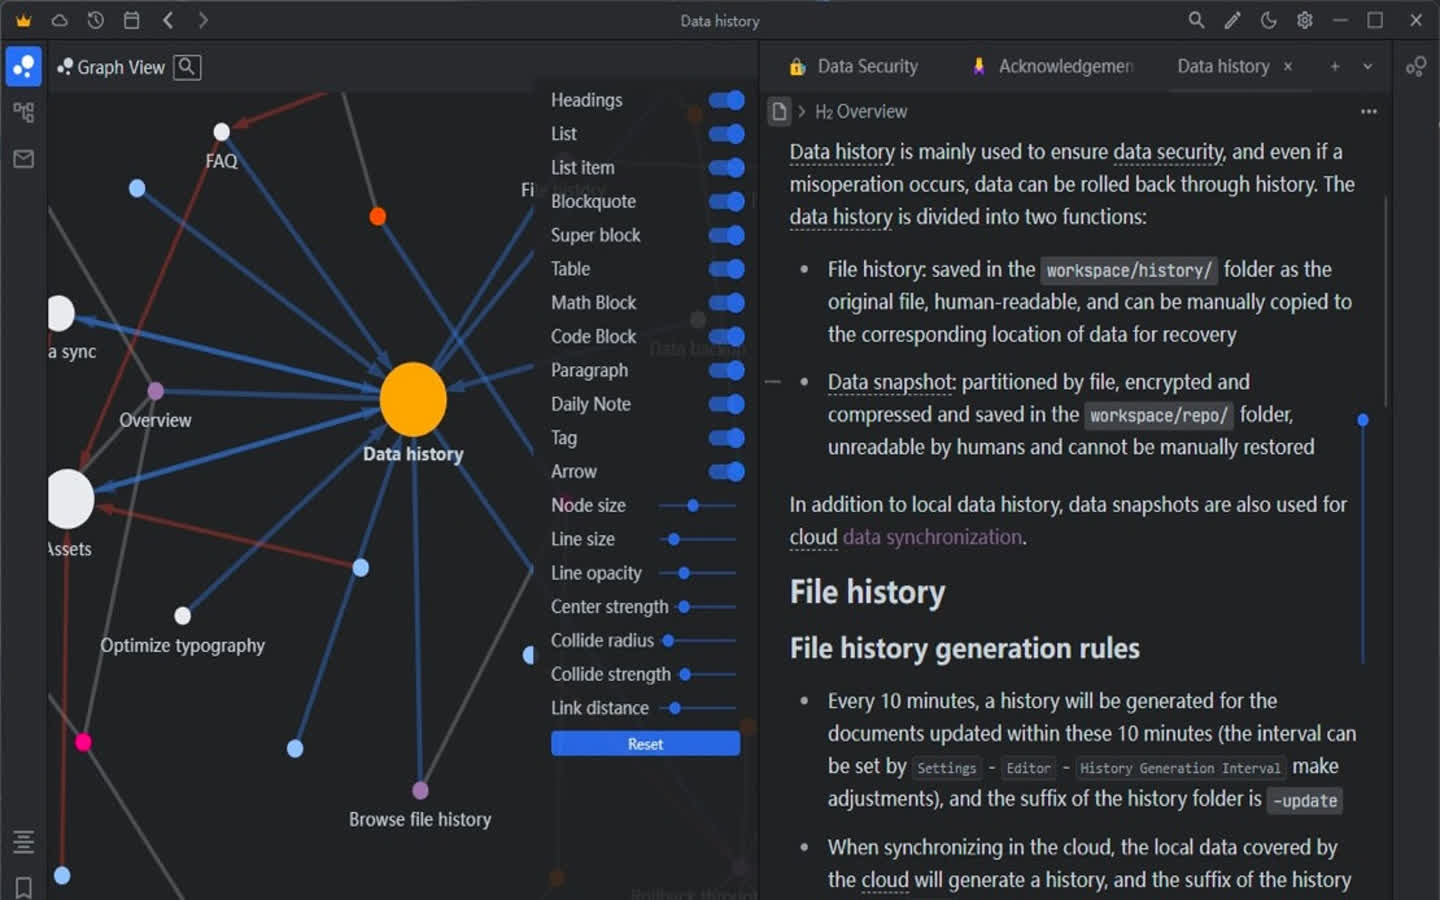 Data history
Graph View
Data Security
Acknowledgemen
Data history
H2 Overview
FAQ
Fi
a sync
Overview
Data history
Assets
Optimize typography
Browse file history
Headings
List
List item
Blockquote
Super block
Table
Math Block
Code Block
Paragraph
Daily Note
Tag
Arrow
Node size
Line size
Line opacity
Center strength
Collide radius
Collide strength
Link distance
Reset
Data backup
Data history is mainly used to ensure data security, and even if a
misoperation occurs, data can be rolled back through history. The
data history is divided into two functions:
• File history: saved in the workspace/history/ folder as the
original file, human-readable, and can be manually copied to
the corresponding location of data for recovery
• Data snapshot: partitioned by file, encrypted and
compressed and saved in the workspace/repo/ folder,
unreadable by humans and cannot be manually restored
In addition to local data history, data snapshots are also used for
cloud data synchronization.
File history
File history generation rules
• Every 10 minutes, a history will be generated for the
documents updated within these 10 minutes (the interval can
be set by Settings - Editor - History Generation Interval make
adjustments), and the suffix of the history folder is -update
• When synchronizing in the cloud, the local data covered by
the cloud will generate a history, and the suffix of the history